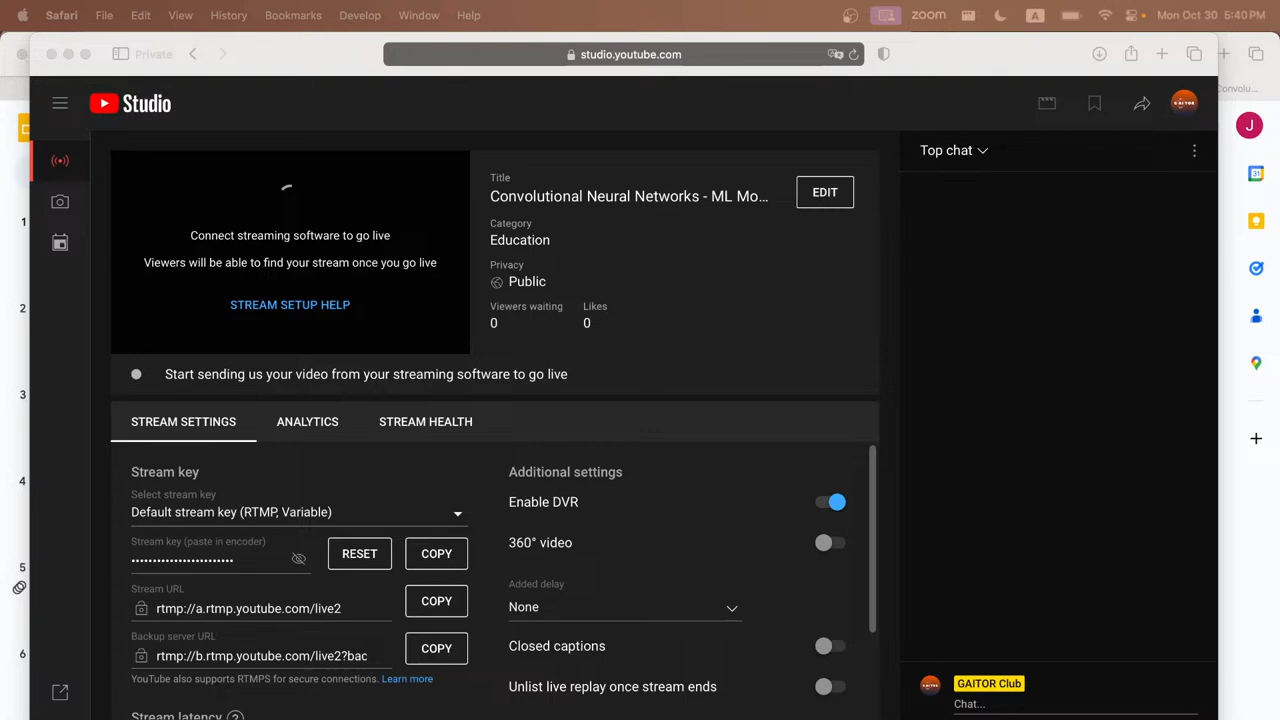 Safari File Edit View History Bookmarks Develop Window Help zoom A Mon Oct 30 5:40 PM
Private studio.youtube.com
Convolu...
Studio
GAITOR
J
Top chat
Connect streaming software to go live
Viewers will be able to find your stream once you go live
STREAM SETUP HELP
Title
Convolutional Neural Networks - ML Mo...
EDIT
Category
Education
Privacy
Public
Viewers waiting Likes
0 0
Start sending us your video from your streaming software to go live
STREAM SETTINGS ANALYTICS STREAM HEALTH
Stream key
Select stream key
Default stream key (RTMP, Variable)
Stream key (paste in encoder)
••••••••••••••••••••••••
RESET COPY
Stream URL
rtmp://a.rtmp.youtube.com/live2
COPY
Backup server URL
rtmp://b.rtmp.youtube.com/live2?bac
COPY
YouTube also supports RTMPS for secure connections. Learn more
Stream latency ?
Additional settings
Enable DVR
360° video
Added delay
None
Closed captions
Unlist live replay once stream ends
GAITOR Club
Chat...
1
2
3
4
5
6
31